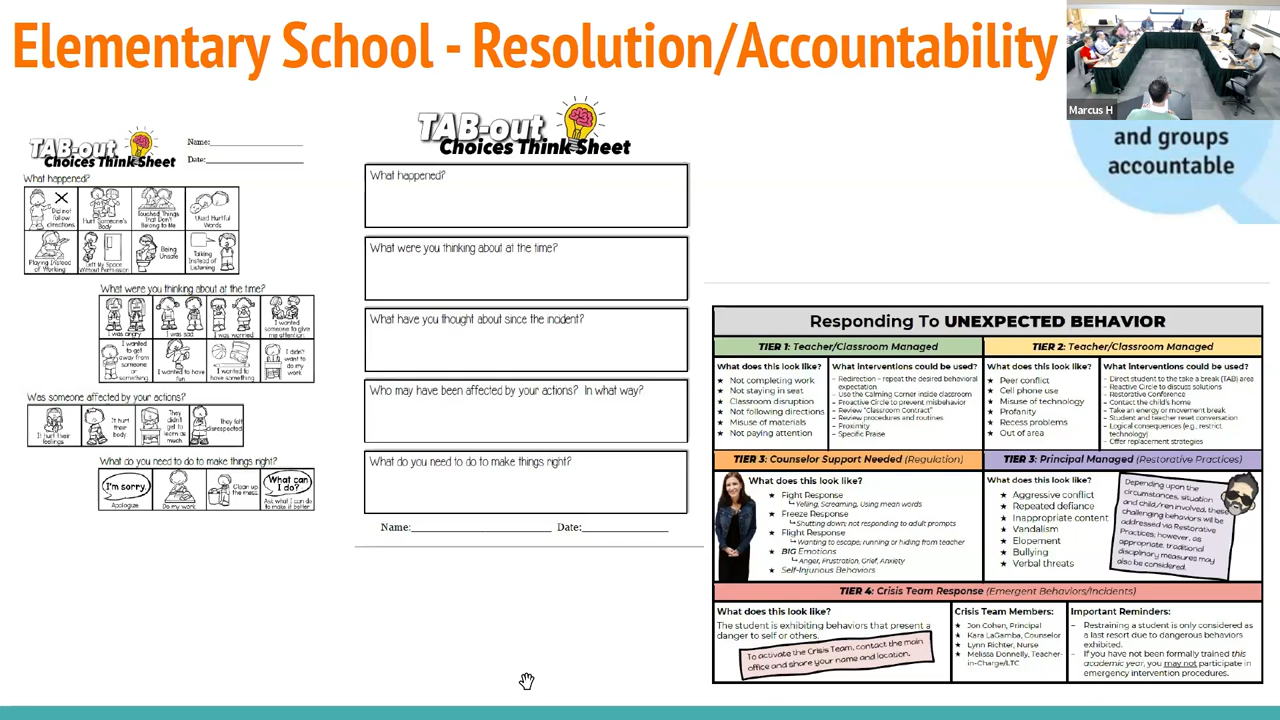 Elementary School - Resolution/Accountability
Marcus H
and groups
accountable
TAB-out
Choices Think Sheet
Name:
Date:
What happened?
Did not
follow
directions
Hurt Someone's
Body
Touched Things
That Don't
Belong to Me
Used Hurtful
Words
Playing Instead
of Working
Left My Space
Without Permission
Being
Unsafe
Talking
Instead of
Listening
What were you thinking about at the time?
I was angry
I was sad
I was worried
I wanted
someone to give
me attention
I wanted
to get
away from
someone
or
something
I wanted to have
fun
I wanted to
have something
I didn't
want to
do my
work
Was someone affected by your actions?
It hurt their
feelings
It hurt
their
body
They
didn't
get to
learn as
much
They felt
disrespected
What do you need to do to make things right?
I'm sorry.
Apologize
Do my work
Clean up
the mess
What can
I do?
Ask what I can do
to make it better
TAB-out
Choices Think Sheet
What happened?
What were you thinking about at the time?
What have you thought about since the incident?
Who may have been affected by your actions? In what way?
What do you need to do to make things right?
Name: Date:
Responding To UNEXPECTED BEHAVIOR
TIER 1: Teacher/Classroom Managed
What does this look like?
★ Not completing work
★ Not staying in seat
★ Classroom disruption
★ Not following directions
★ Misuse of materials
★ Not paying attention
What interventions could be used?
– Redirection - repeat the desired behavioral
expectation
– Use the Calming Corner inside classroom
– Proactive Circle to prevent misbehavior
– Review "Classroom Contract"
– Review procedures and routines
– Proximity
– Specific Praise
TIER 2: Teacher/Classroom Managed
What does this look like?
★ Peer conflict
★ Cell phone use
★ Misuse of technology
★ Profanity
★ Recess problems
★ Out of area
What interventions could be used?
– Direct student to the take a break (TAB) area
– Reactive Circle to discuss solutions
– Restorative Conference
– Contact the child's home
– Take an energy or movement break
– Student and teacher reset conversation
– Logical consequences (e.g., restrict
technology)
– Offer replacement strategies
TIER 3: Counselor Support Needed (Regulation)
What does this look like?
★ Fight Response
↳ Yelling, Screaming, Using mean words
★ Freeze Response
↳ Shutting down; not responding to adult prompts
★ Flight Response
↳ Wanting to escape; running or hiding from teacher
★ BIG Emotions
↳ Anger, Frustration, Grief, Anxiety
★ Self-Injurious Behaviors
TIER 3: Principal Managed (Restorative Practices)
What does this look like?
★ Aggressive conflict
★ Repeated defiance
★ Inappropriate content
★ Vandalism
★ Elopement
★ Bullying
★ Verbal threats
Depending upon the
circumstances, situation
and child/ren involved, these
challenging behaviors will be
addressed via Restorative
Practices; however, as
appropriate, traditional
disciplinary measures may
also be considered.
TIER 4: Crisis Team Response (Emergent Behaviors/Incidents)
What does this look like?
The student is exhibiting behaviors that present a
danger to self or others.
To activate the Crisis Team, contact the main
office and share your name and location.
Crisis Team Members:
★ Jon Cohen, Principal
★ Kara LaGamba, Counselor
★ Lynn Richter, Nurse
★ Melissa Donnelly, Teacher-
in-Charge/LTC
Important Reminders:
– Restraining a student is only considered as
a last resort due to dangerous behaviors
exhibited.
– If you have not been formally trained this
academic year, you may not participate in
emergency intervention procedures.